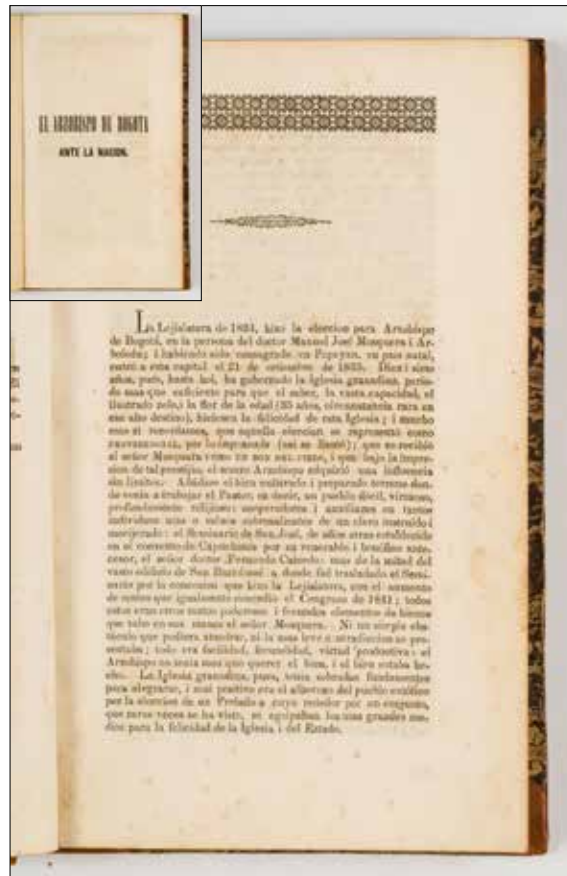 EL ARZOBISPO DE BOGOTA
ANTE LA NACION.
La Lejislatura de 1834, hizo la eleccion para Arzobispo
de Bogotá, en la persona del doctor Manuel José Mosquera i Ar-
boleda; i habiendo sido consagrado en Popayan, su pais natal,
entró a esta capital el 21 de setiembre de 1835. Diez i siete
años, pues, hasta hoi, ha gobernado la Iglesia granadina, perío-
do mas que suficiente para que el saber, la vasta capacidad, el
ilustrado zelo, i la flor de la edad (35 años, circunstancia rara en
ese alto destino), hiciesen la felicidad de esta Iglesia; i mucho
mas si recordamos, que aquella eleccion se representó como
por lo impensada (así se llamó); que se recibió
al señor Mosquera COMO UN DON DEL CIELO, i que bajo la impre-
sion de tal prestijio, el nuevo Arzobispo adquirió una influencia
sin límites. Añádase el bien cultivado i preparado terreno don-
de venia a trabajar el Pastor, es decir, un pueblo dócil, virtuoso,
profundamente relijioso: cooperadores i auxiliares en tantos
individuos mas o ménos sobresalientes de un clero instruido i
morijerado: el Seminario de San José, de años atras establecido
en el convento de Capuchinos por su venerable i benéfico ante-
cesor, el señor doctor Fernando Caicedo: mas de la mitad del
vasto edificio de San Bartolomé a donde fué trasladado el Semi-
nario por la concesion que hizo la Lejislatura, con el aumento
de rentas que igualmente concedió el Congreso de 1841; todos
estos eran otros tantos poderosos i fecundos elementos de bienes
que tubo en sus manos el señor Mosquera. Ni un simple obs-
táculo que pudiera arredrar, ni la mas leve contradiccion se pre-
sentaba; todo era facilidad, fecundidad, virtud productiva: el
Arzobispo no tenia mas que querer el bien, i el bien estaba he-
cho. La Iglesia granadina, pues, tenia sobrados fundamentos
para alegrarse, i mui positivo era el alborozo del pueblo católico
por la eleccion de un Prelado a cuyo rededor por un conjunto,
que raras veces se ha visto, se agrupaban los mas grandes me-
dios para la felicidad de la Iglesia i del Estado.